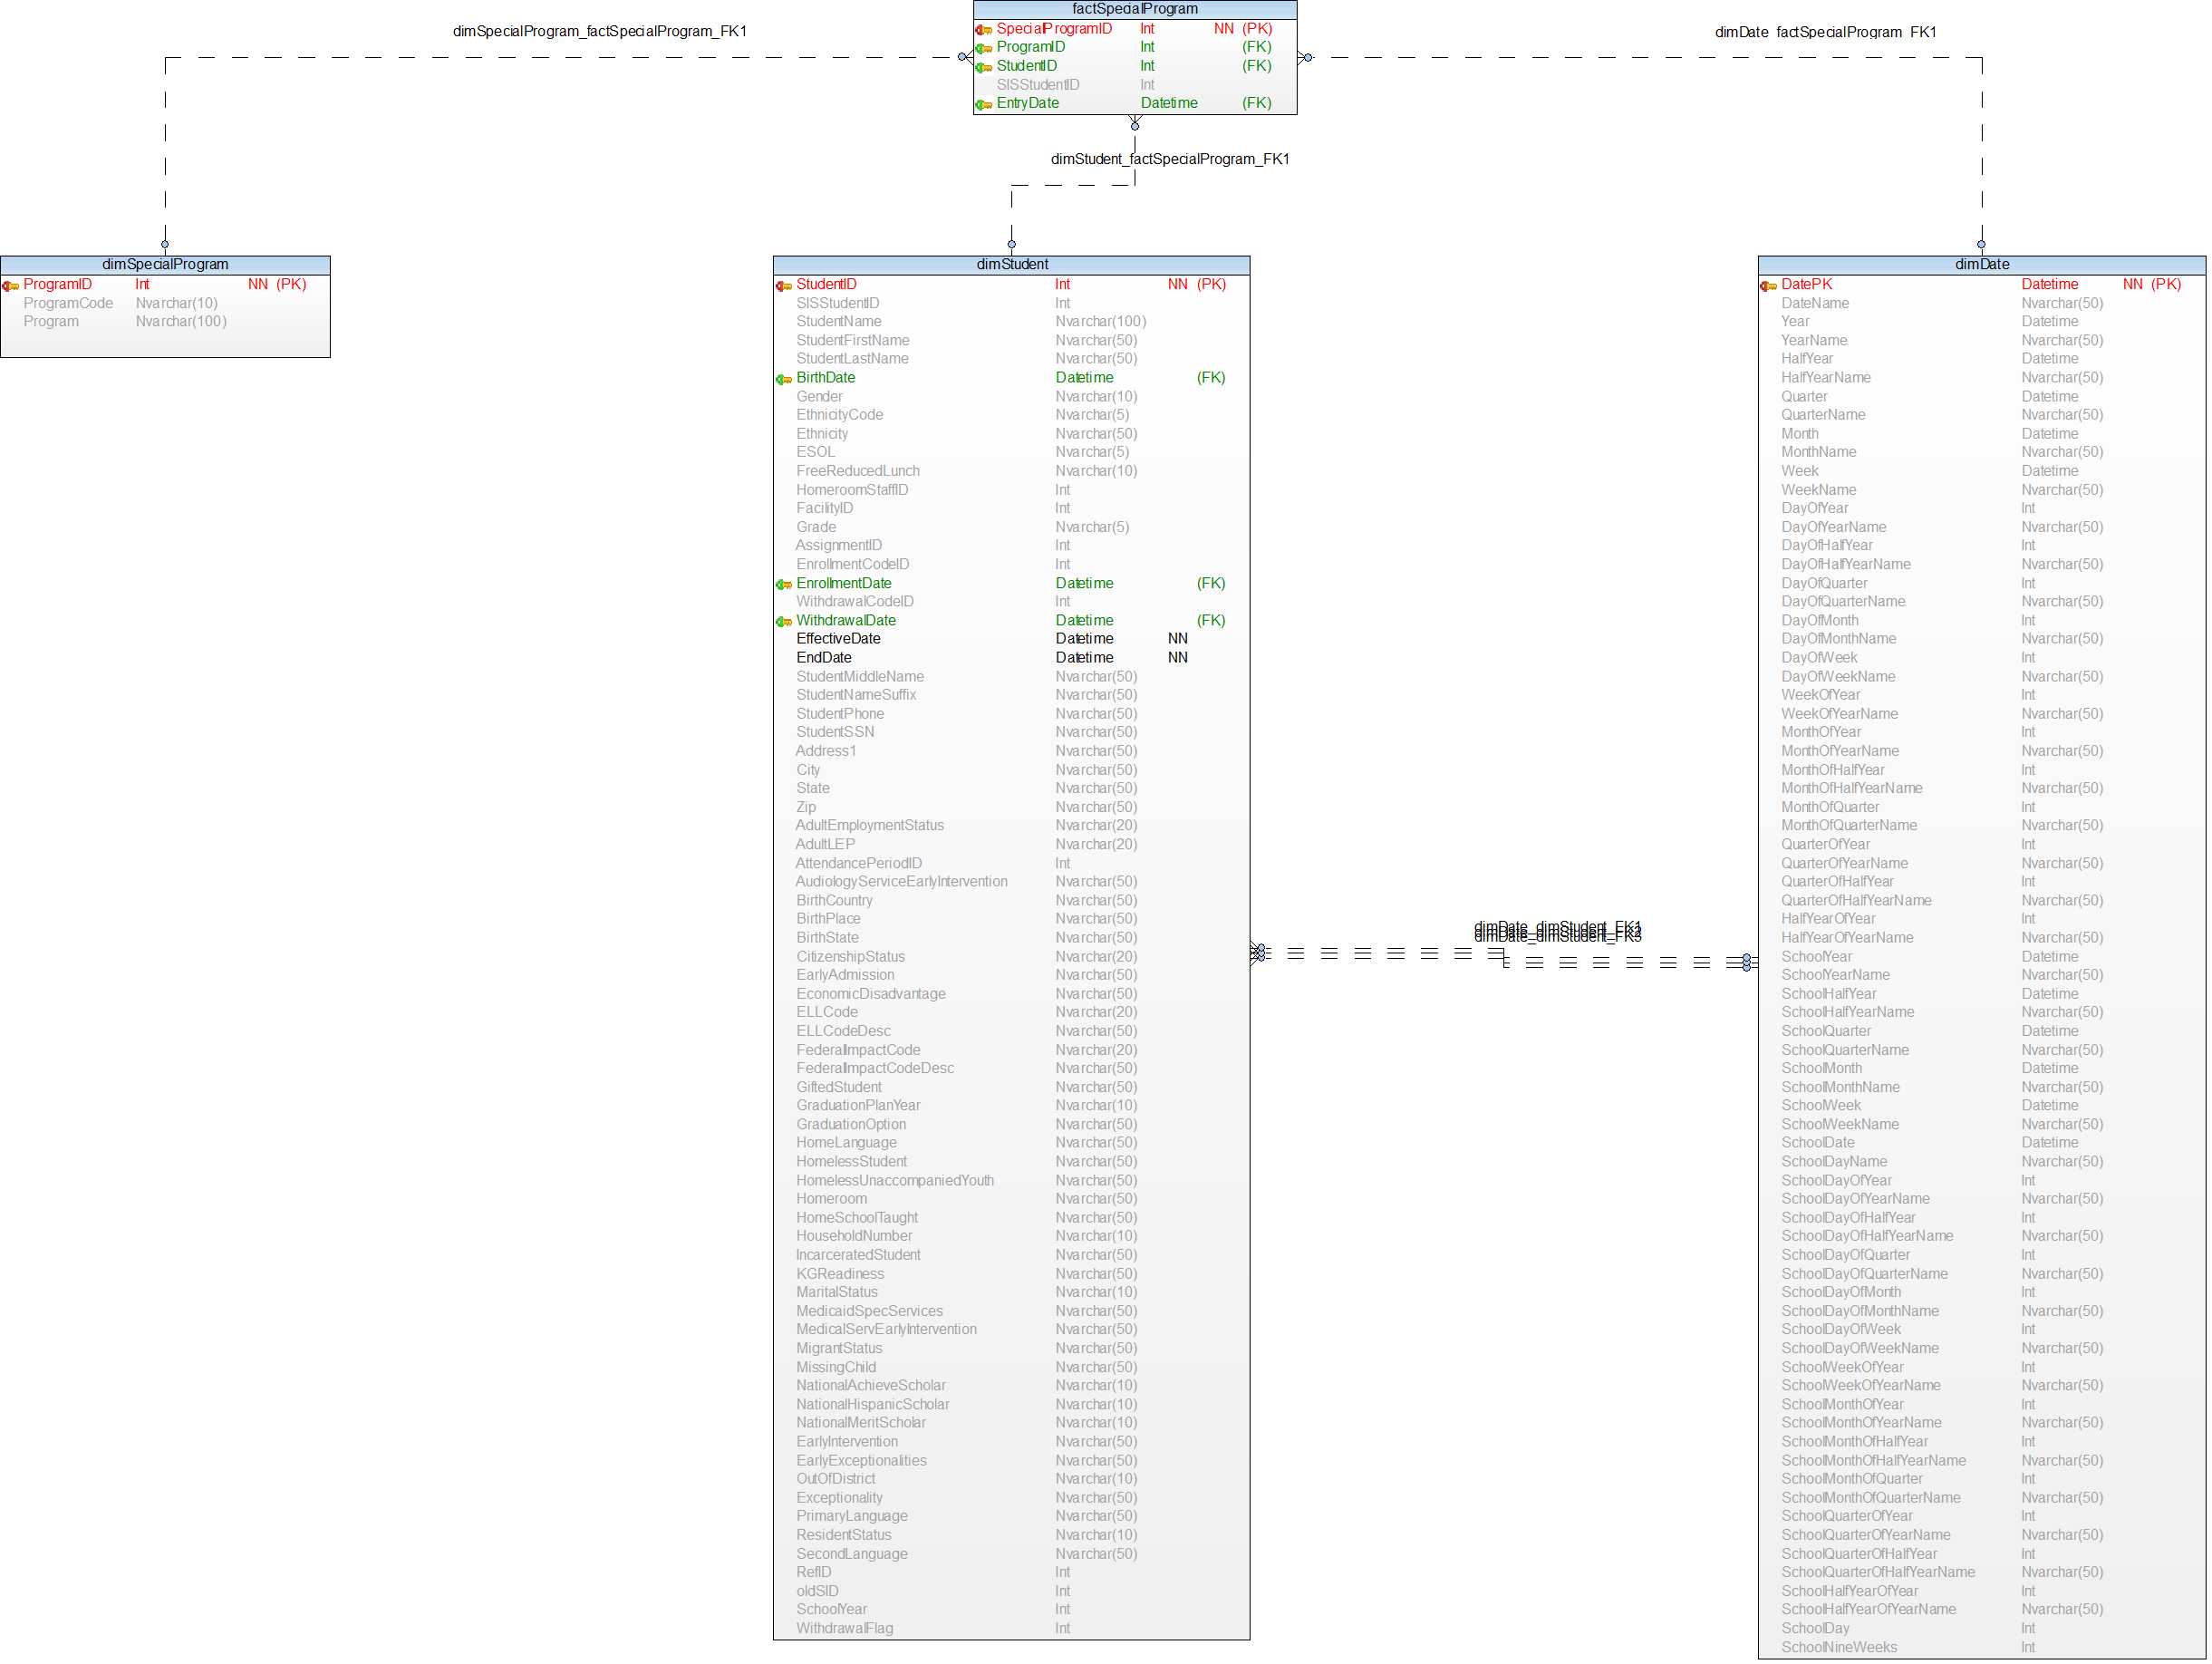 factSpecialProgram
SpecialProgramID Int NN (PK)
ProgramID Int (FK)
StudentID Int (FK)
SISStudentID Int
EntryDate Datetime (FK)
dimSpecialProgram_factSpecialProgram_FK1
dimDate_factSpecialProgram_FK1
dimStudent_factSpecialProgram_FK1
dimSpecialProgram
ProgramID Int NN (PK)
ProgramCode Nvarchar(10)
Program Nvarchar(100)
dimStudent
StudentID Int NN (PK)
SISStudentID Int
StudentName Nvarchar(100)
StudentFirstName Nvarchar(50)
StudentLastName Nvarchar(50)
BirthDate Datetime (FK)
Gender Nvarchar(10)
EthnicityCode Nvarchar(5)
Ethnicity Nvarchar(50)
ESOL Nvarchar(5)
FreeReducedLunch Nvarchar(10)
HomeroomStaffID Int
FacilityID Int
Grade Nvarchar(5)
AssignmentID Int
EnrollmentCodeID Int
EnrollmentDate Datetime (FK)
WithdrawalCodeID Int
WithdrawalDate Datetime (FK)
EffectiveDate Datetime NN
EndDate Datetime NN
StudentMiddleName Nvarchar(50)
StudentNameSuffix Nvarchar(50)
StudentPhone Nvarchar(50)
StudentSSN Nvarchar(50)
Address1 Nvarchar(50)
City Nvarchar(50)
State Nvarchar(50)
Zip Nvarchar(50)
AdultEmploymentStatus Nvarchar(20)
AdultLEP Nvarchar(20)
AttendancePeriodID Int
AudiologyServiceEarlyIntervention Nvarchar(50)
BirthCountry Nvarchar(50)
BirthPlace Nvarchar(50)
BirthState Nvarchar(50)
CitizenshipStatus Nvarchar(20)
EarlyAdmission Nvarchar(50)
EconomicDisadvantage Nvarchar(50)
ELLCode Nvarchar(20)
ELLCodeDesc Nvarchar(50)
FederalImpactCode Nvarchar(20)
FederalImpactCodeDesc Nvarchar(50)
GiftedStudent Nvarchar(50)
GraduationPlanYear Nvarchar(10)
GraduationOption Nvarchar(50)
HomeLanguage Nvarchar(50)
HomelessStudent Nvarchar(50)
HomelessUnaccompaniedYouth Nvarchar(50)
Homeroom Nvarchar(50)
HomeSchoolTaught Nvarchar(50)
HouseholdNumber Nvarchar(10)
IncarceratedStudent Nvarchar(50)
KGReadiness Nvarchar(50)
MaritalStatus Nvarchar(10)
MedicaidSpecServices Nvarchar(50)
MedicalServEarlyIntervention Nvarchar(50)
MigrantStatus Nvarchar(50)
MissingChild Nvarchar(50)
NationalAchieveScholar Nvarchar(10)
NationalHispanicScholar Nvarchar(10)
NationalMeritScholar Nvarchar(10)
EarlyIntervention Nvarchar(50)
EarlyExceptionalities Nvarchar(50)
OutOfDistrict Nvarchar(10)
Exceptionality Nvarchar(50)
PrimaryLanguage Nvarchar(50)
ResidentStatus Nvarchar(10)
SecondLanguage Nvarchar(50)
RefID Int
oldSID Int
SchoolYear Int
WithdrawalFlag Int
dimDate_dimStudent_FK1
dimDate_dimStudent_FK2
dimDate_dimStudent_FK3
dimDate
DatePK Datetime NN (PK)
DateName Nvarchar(50)
Year Datetime
YearName Nvarchar(50)
HalfYear Datetime
HalfYearName Nvarchar(50)
Quarter Datetime
QuarterName Nvarchar(50)
Month Datetime
MonthName Nvarchar(50)
Week Datetime
WeekName Nvarchar(50)
DayOfYear Int
DayOfYearName Nvarchar(50)
DayOfHalfYear Int
DayOfHalfYearName Nvarchar(50)
DayOfQuarter Int
DayOfQuarterName Nvarchar(50)
DayOfMonth Int
DayOfMonthName Nvarchar(50)
DayOfWeek Int
DayOfWeekName Nvarchar(50)
WeekOfYear Int
WeekOfYearName Nvarchar(50)
MonthOfYear Int
MonthOfYearName Nvarchar(50)
MonthOfHalfYear Int
MonthOfHalfYearName Nvarchar(50)
MonthOfQuarter Int
MonthOfQuarterName Nvarchar(50)
QuarterOfYear Int
QuarterOfYearName Nvarchar(50)
QuarterOfHalfYear Int
QuarterOfHalfYearName Nvarchar(50)
HalfYearOfYear Int
HalfYearOfYearName Nvarchar(50)
SchoolYear Datetime
SchoolYearName Nvarchar(50)
SchoolHalfYear Datetime
SchoolHalfYearName Nvarchar(50)
SchoolQuarter Datetime
SchoolQuarterName Nvarchar(50)
SchoolMonth Datetime
SchoolMonthName Nvarchar(50)
SchoolWeek Datetime
SchoolWeekName Nvarchar(50)
SchoolDate Datetime
SchoolDayName Nvarchar(50)
SchoolDayOfYear Int
SchoolDayOfYearName Nvarchar(50)
SchoolDayOfHalfYear Int
SchoolDayOfHalfYearName Nvarchar(50)
SchoolDayOfQuarter Int
SchoolDayOfQuarterName Nvarchar(50)
SchoolDayOfMonth Int
SchoolDayOfMonthName Nvarchar(50)
SchoolDayOfWeek Int
SchoolDayOfWeekName Nvarchar(50)
SchoolWeekOfYear Int
SchoolWeekOfYearName Nvarchar(50)
SchoolMonthOfYear Int
SchoolMonthOfYearName Nvarchar(50)
SchoolMonthOfHalfYear Int
SchoolMonthOfHalfYearName Nvarchar(50)
SchoolMonthOfQuarter Int
SchoolMonthOfQuarterName Nvarchar(50)
SchoolQuarterOfYear Int
SchoolQuarterOfYearName Nvarchar(50)
SchoolQuarterOfHalfYear Int
SchoolQuarterOfHalfYearName Nvarchar(50)
SchoolHalfYearOfYear Int
SchoolHalfYearOfYearName Nvarchar(50)
SchoolDay Int
SchoolNineWeeks Int